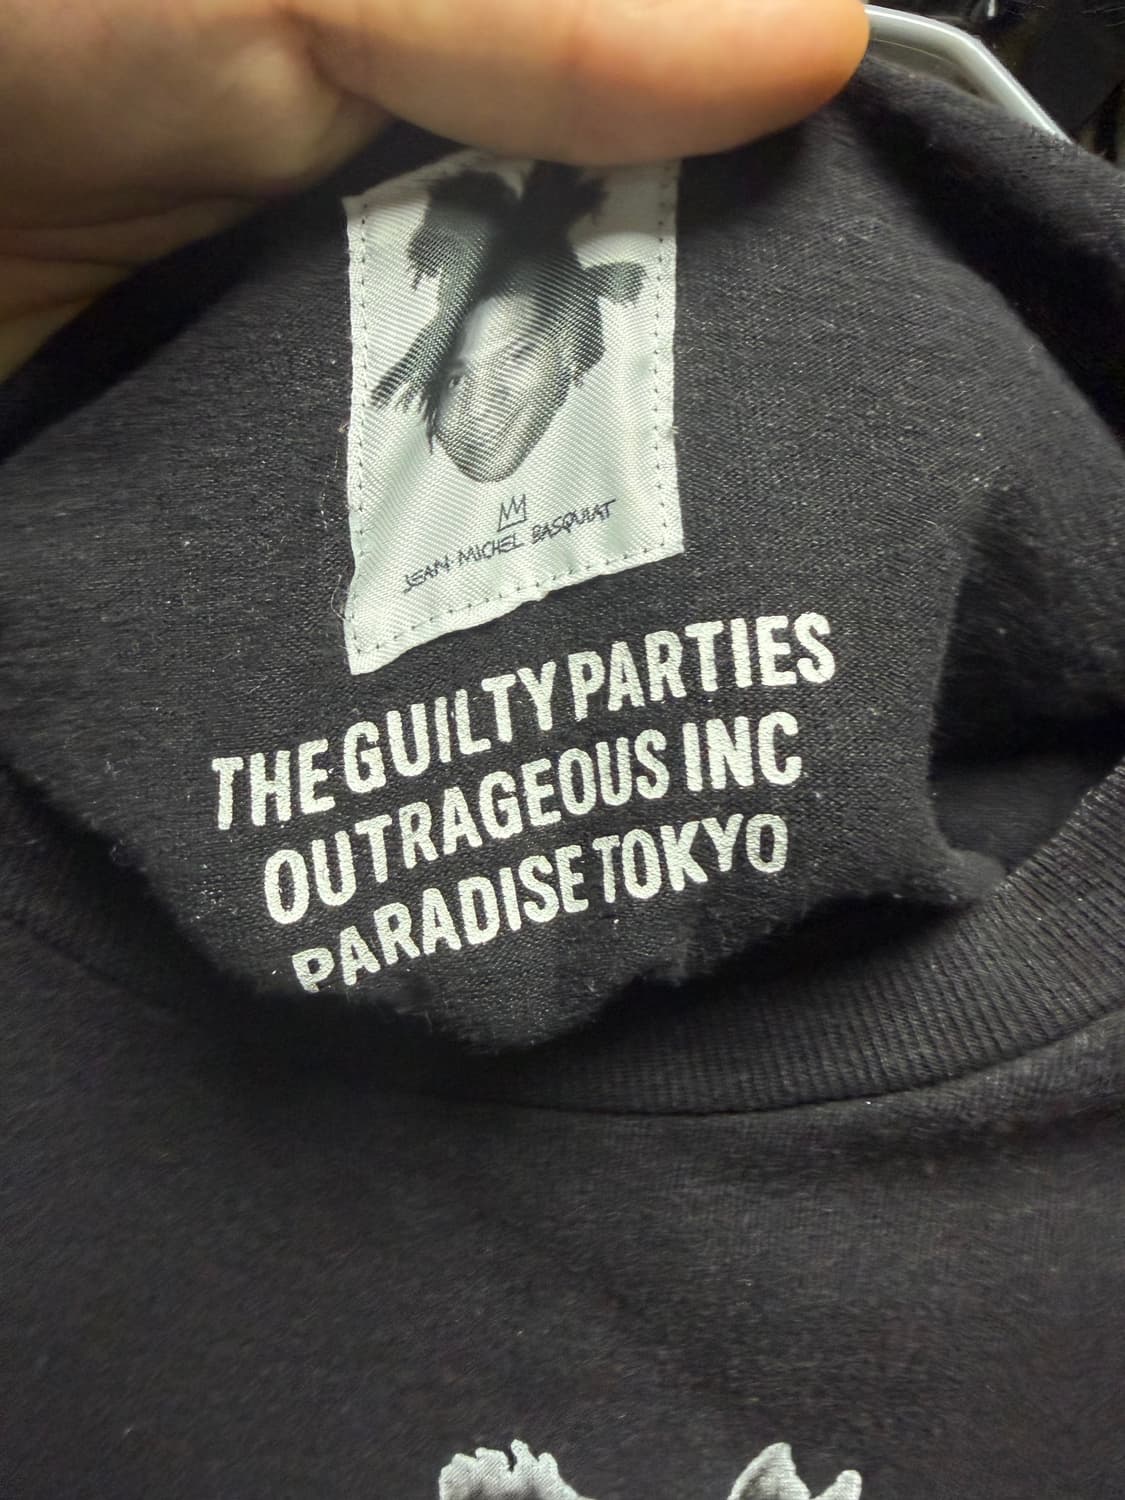 JEAN MICHEL BASQUIAT
THE GUILTY PARTIES
OUTRAGEOUS INC
PARADISE TOKYO